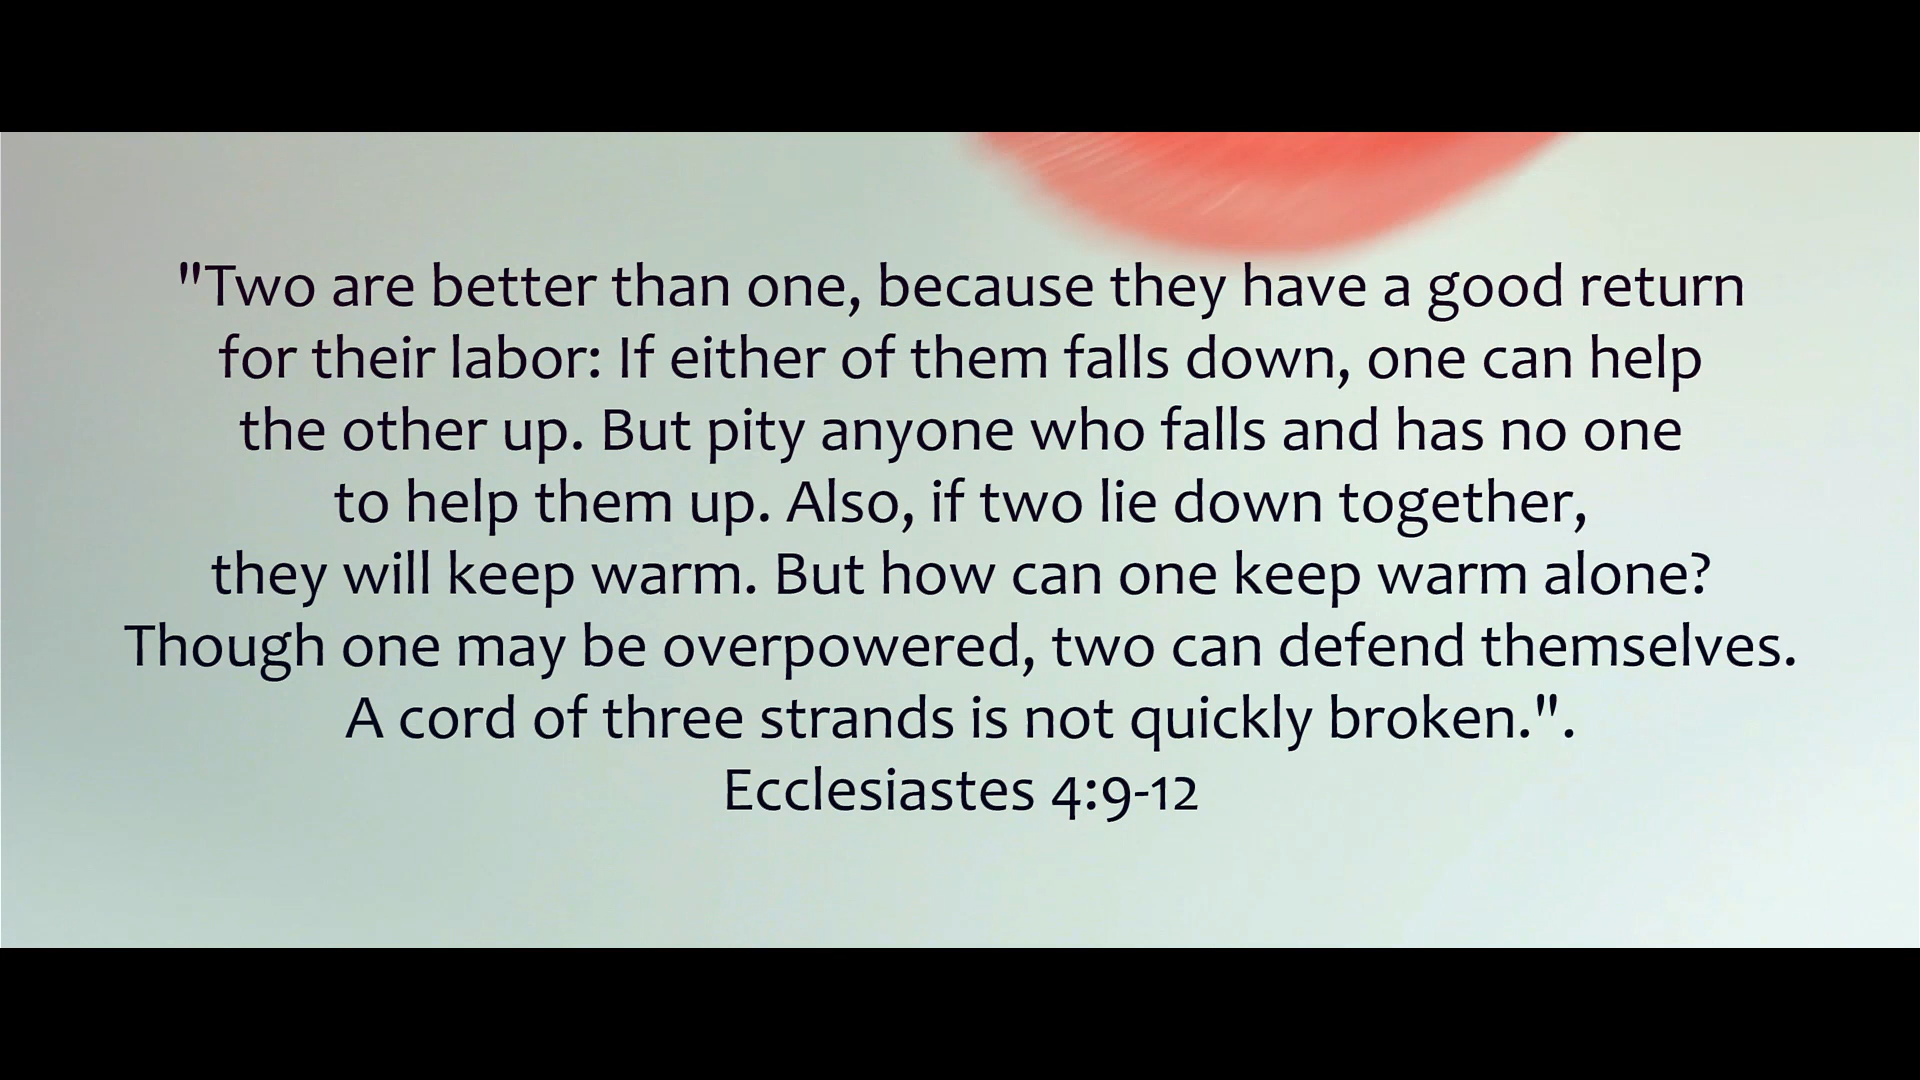 "Two are better than one, because they have a good return
for their labor: If either of them falls down, one can help
the other up. But pity anyone who falls and has no one
to help them up. Also, if two lie down together,
they will keep warm. But how can one keep warm alone?
Though one may be overpowered, two can defend themselves.
A cord of three strands is not quickly broken.".
Ecclesiastes 4:9-12